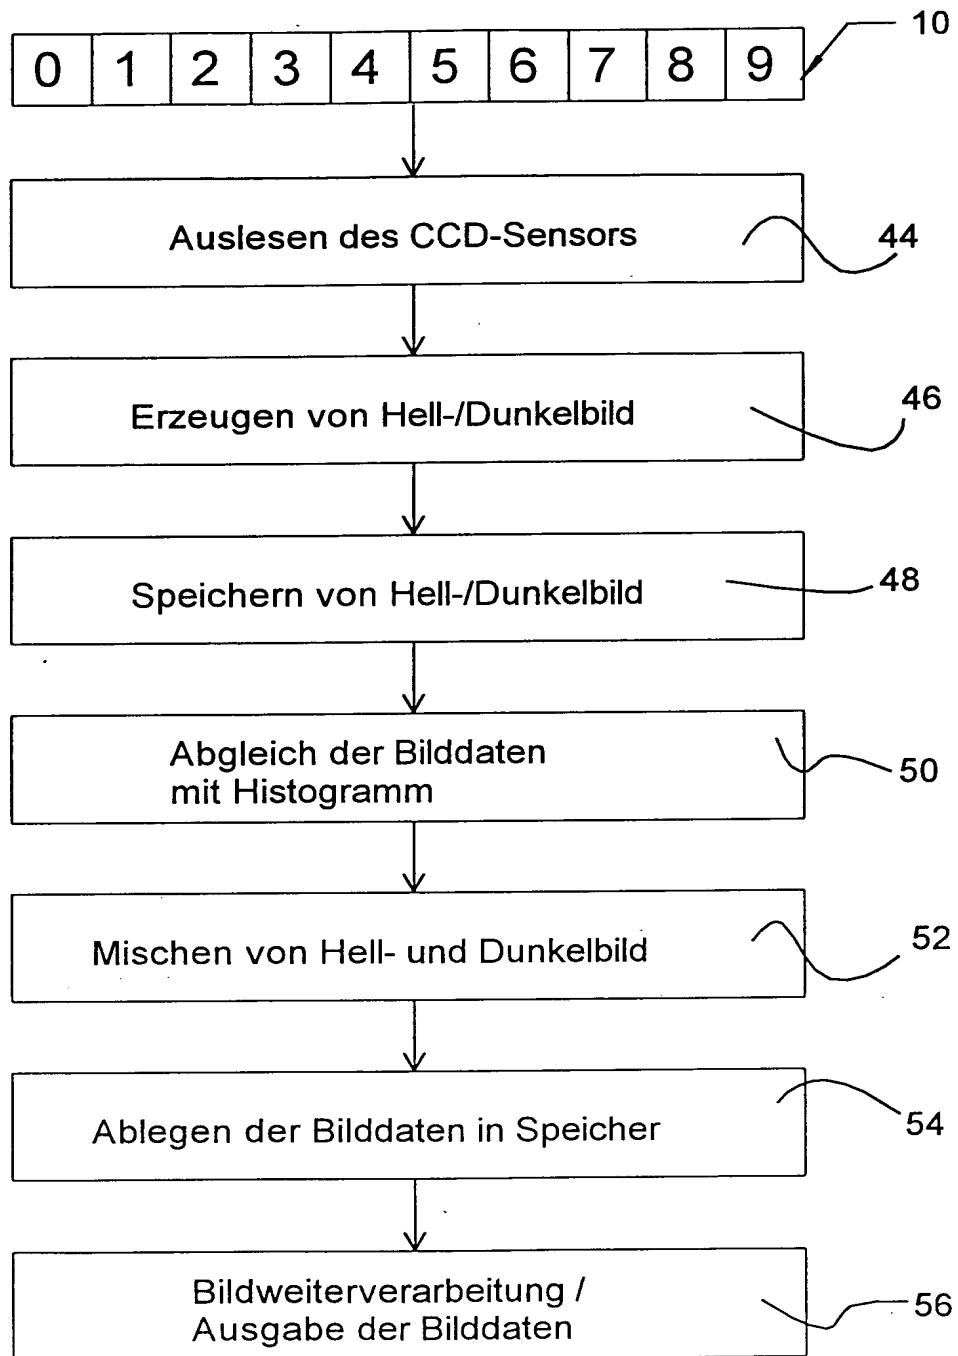 10
0 1 2 3 4 5 6 7 8 9
Auslesen des CCD-Sensors 44
Erzeugen von Hell-/Dunkelbild 46
Speichern von Hell-/Dunkelbild 48
Abgleich der Bilddaten
mit Histogramm 50
Mischen von Hell- und Dunkelbild 52
Ablegen der Bilddaten in Speicher 54
Bildweiterverarbeitung /
Ausgabe der Bilddaten 56